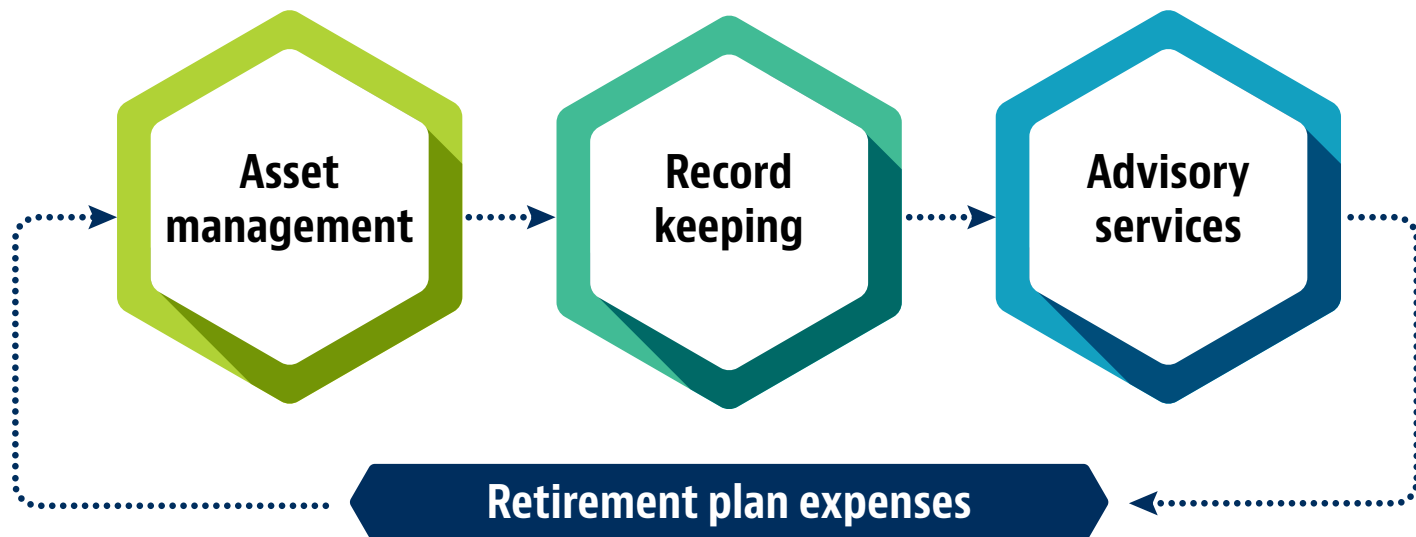 Asset
management
Record
keeping
Advisory
services
Retirement plan expenses